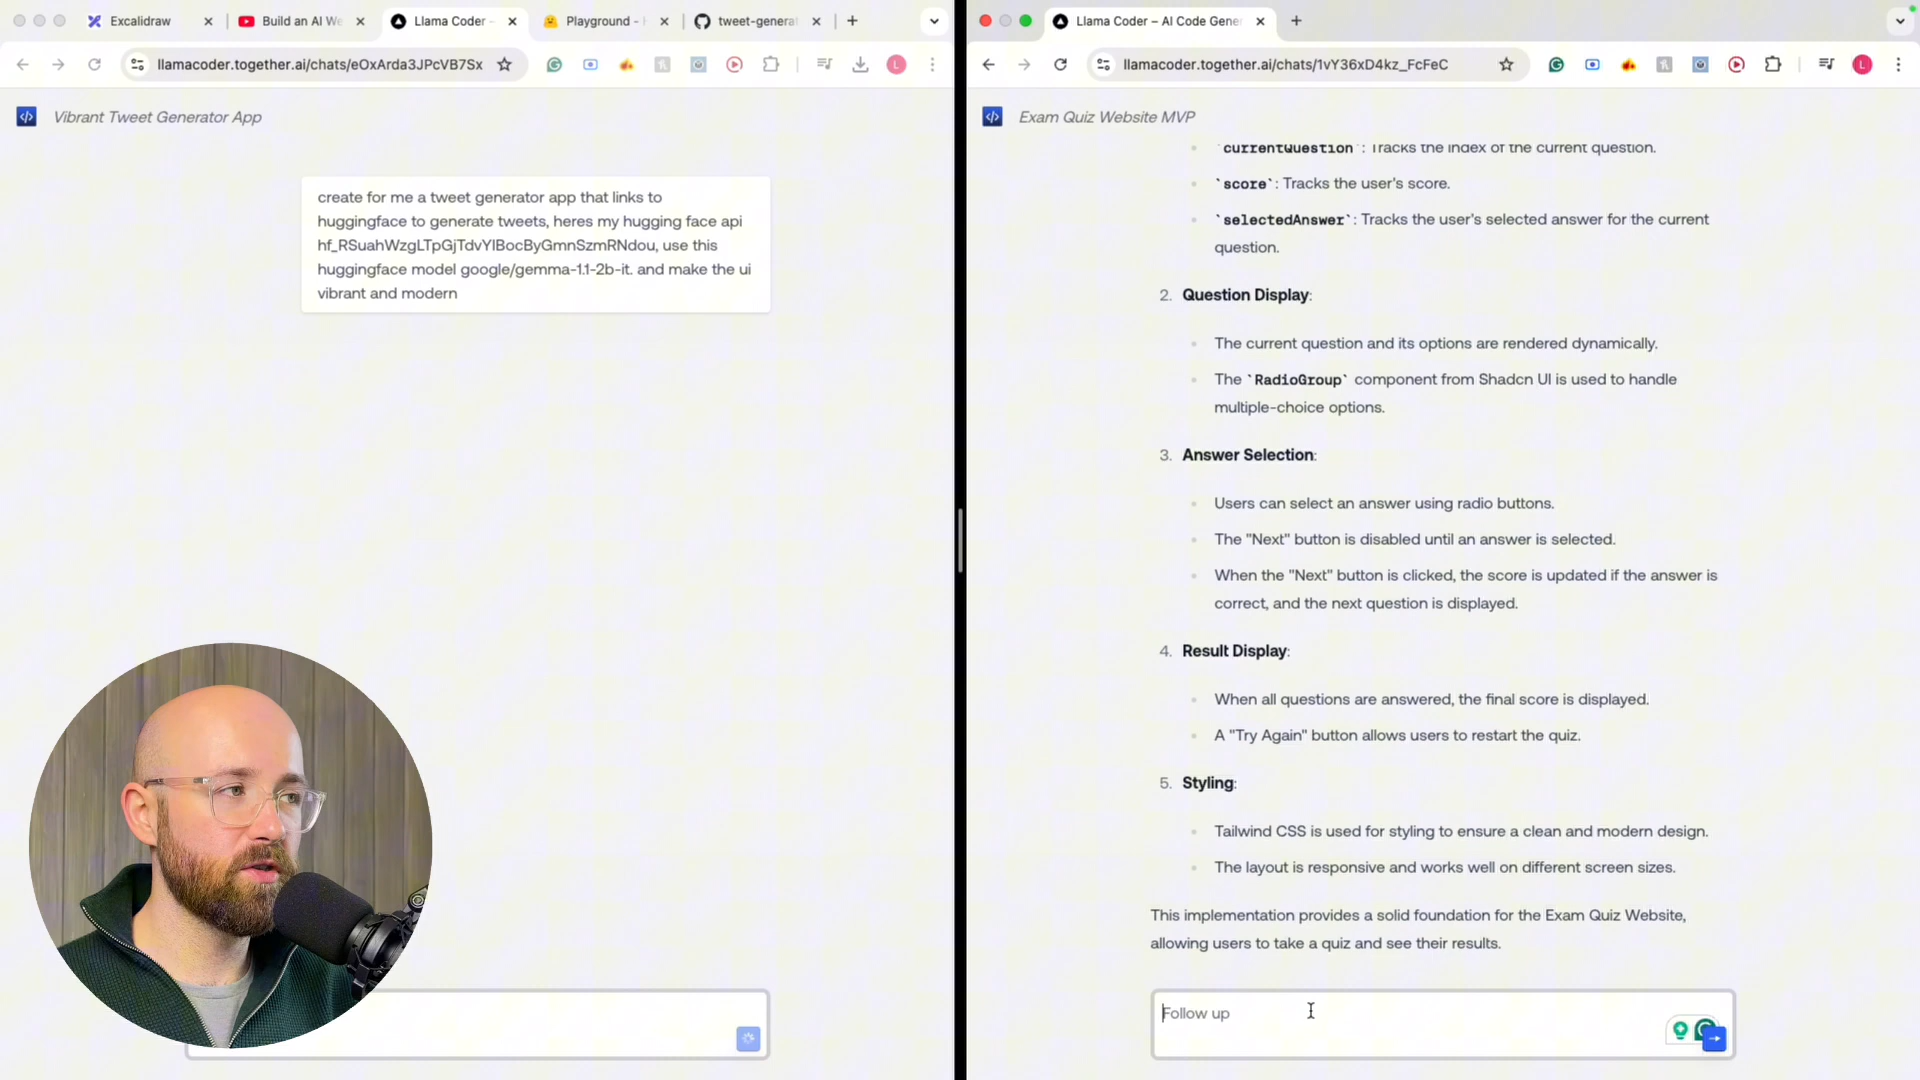 Excalidraw
Build an AI We
Llama Coder –
Playground -
tweet-generat
llamacoder.together.ai/chats/eOxArda3JPcVB7Sx
Vibrant Tweet Generator App
create for me a tweet generator app that links to
huggingface to generate tweets, heres my hugging face api
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, use this
huggingface model google/gemma-1.1-2b-it. and make the ui
vibrant and modern
Llama Coder – AI Code Gene
llamacoder.together.ai/chats/1vY36xD4kz_FcFeC
Exam Quiz Website MVP
`currentQuestion`: Tracks the index of the current question.
`score`: Tracks the user's score.
`selectedAnswer`: Tracks the user's selected answer for the current
question.
2. Question Display:
The current question and its options are rendered dynamically.
The `RadioGroup` component from Shadcn UI is used to handle
multiple-choice options.
3. Answer Selection:
Users can select an answer using radio buttons.
The "Next" button is disabled until an answer is selected.
When the "Next" button is clicked, the score is updated if the answer is
correct, and the next question is displayed.
4. Result Display:
When all questions are answered, the final score is displayed.
A "Try Again" button allows users to restart the quiz.
5. Styling:
Tailwind CSS is used for styling to ensure a clean and modern design.
The layout is responsive and works well on different screen sizes.
This implementation provides a solid foundation for the Exam Quiz Website,
allowing users to take a quiz and see their results.
Follow up